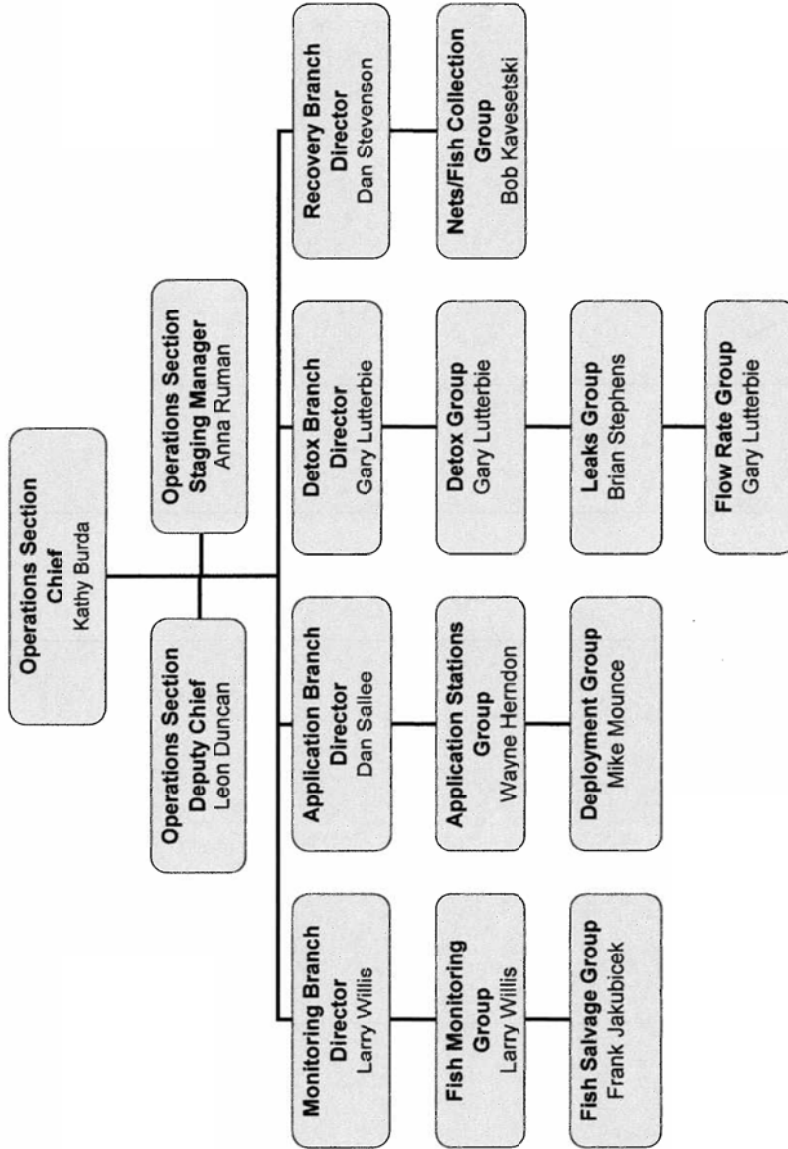 Operations Section
Chief
Kathy Burda
Operations Section
Deputy Chief
Leon Duncan
Operations Section
Staging Manager
Anna Ruman
Monitoring Branch
Director
Larry Willis
Fish Monitoring
Group
Larry Willis
Fish Salvage Group
Frank Jakubicek
Application Branch
Director
Dan Sallee
Application Stations
Group
Wayne Herndon
Deployment Group
Mike Mounce
Detox Branch
Director
Gary Lutterbie
Detox Group
Gary Lutterbie
Leaks Group
Brian Stephens
Flow Rate Group
Gary Lutterbie
Recovery Branch
Director
Dan Stevenson
Nets/Fish Collection
Group
Bob Kavesetski